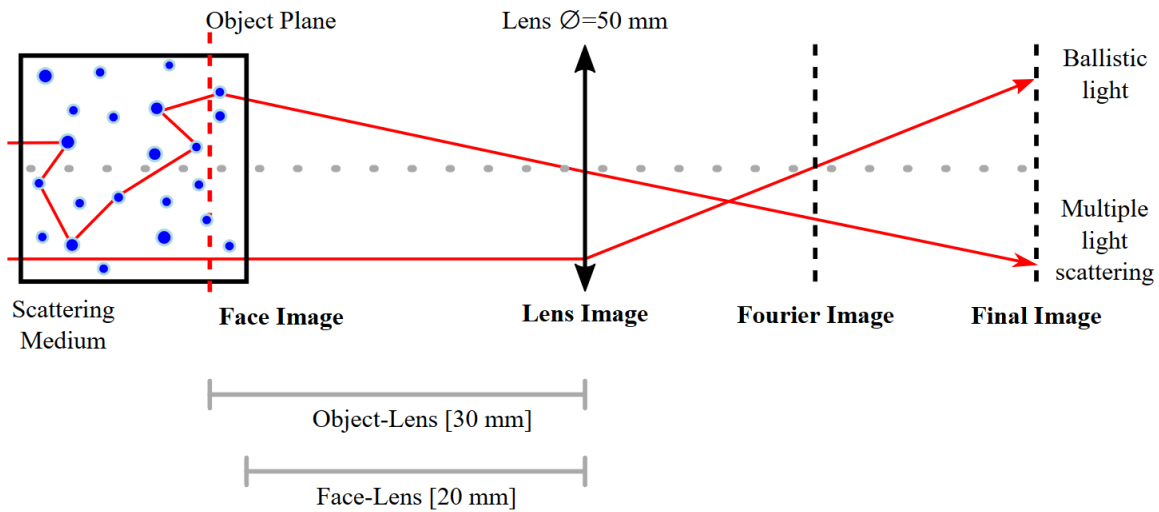 Object Plane
Lens ∅=50 mm
Ballistic
light
Multiple
light
scattering
Scattering
Medium
Face Image
Lens Image
Fourier Image
Final Image
Object-Lens [30 mm]
Face-Lens [20 mm]